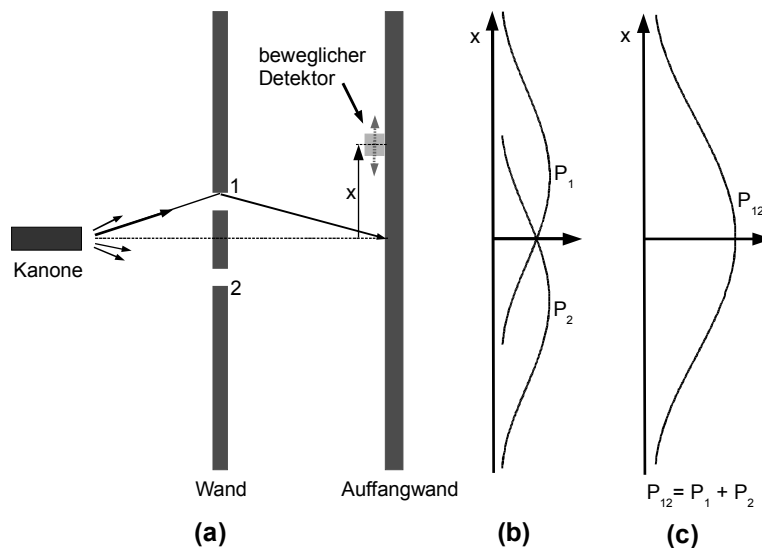 beweglicher
Detektor
x
1
2
Kanone
Wand
Auffangwand
(a)
x
P1
P2
(b)
x
P12
P12= P1 + P2
(c)